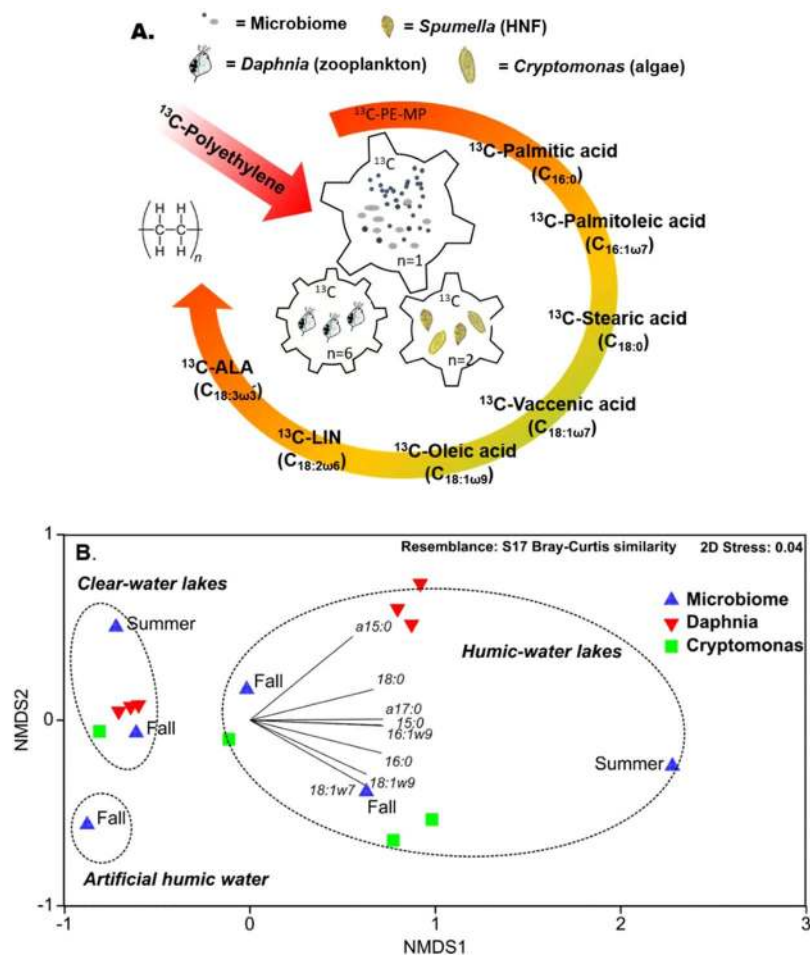 A.
= Microbiome
= Spumella (HNF)
= Daphnia (zooplankton)
= Cryptomonas (algae)
¹³C-Polyethylene
¹³C-PE-MP
¹³C-Palmitic acid
(C₁₆:₀)
¹³C-Palmitoleic acid
(C₁₆:₁ω₇)
¹³C-Stearic acid
(C₁₈:₀)
¹³C-Vaccenic acid
(C₁₈:₁ω₇)
¹³C-Oleic acid
(C₁₈:₁ω₉)
¹³C-LIN
(C₁₈:₂ω₆)
¹³C-ALA
(C₁₈:₃ω₃)
H H
C C
H H
n
¹³C
n=1
¹³C
n=6
¹³C
n=2
B.
Resemblance: S17 Bray-Curtis similarity 2D Stress: 0.04
Clear-water lakes
Summer
Fall
Fall
Artificial humic water
Humic-water lakes
Fall
Fall
Summer
a15:0
18:0
a17:0
15:0
16:1w9
16:0
18:1w9
18:1w7
Microbiome
Daphnia
Cryptomonas
NMDS2
1
0
-1
-1 0 1 2 3
NMDS1